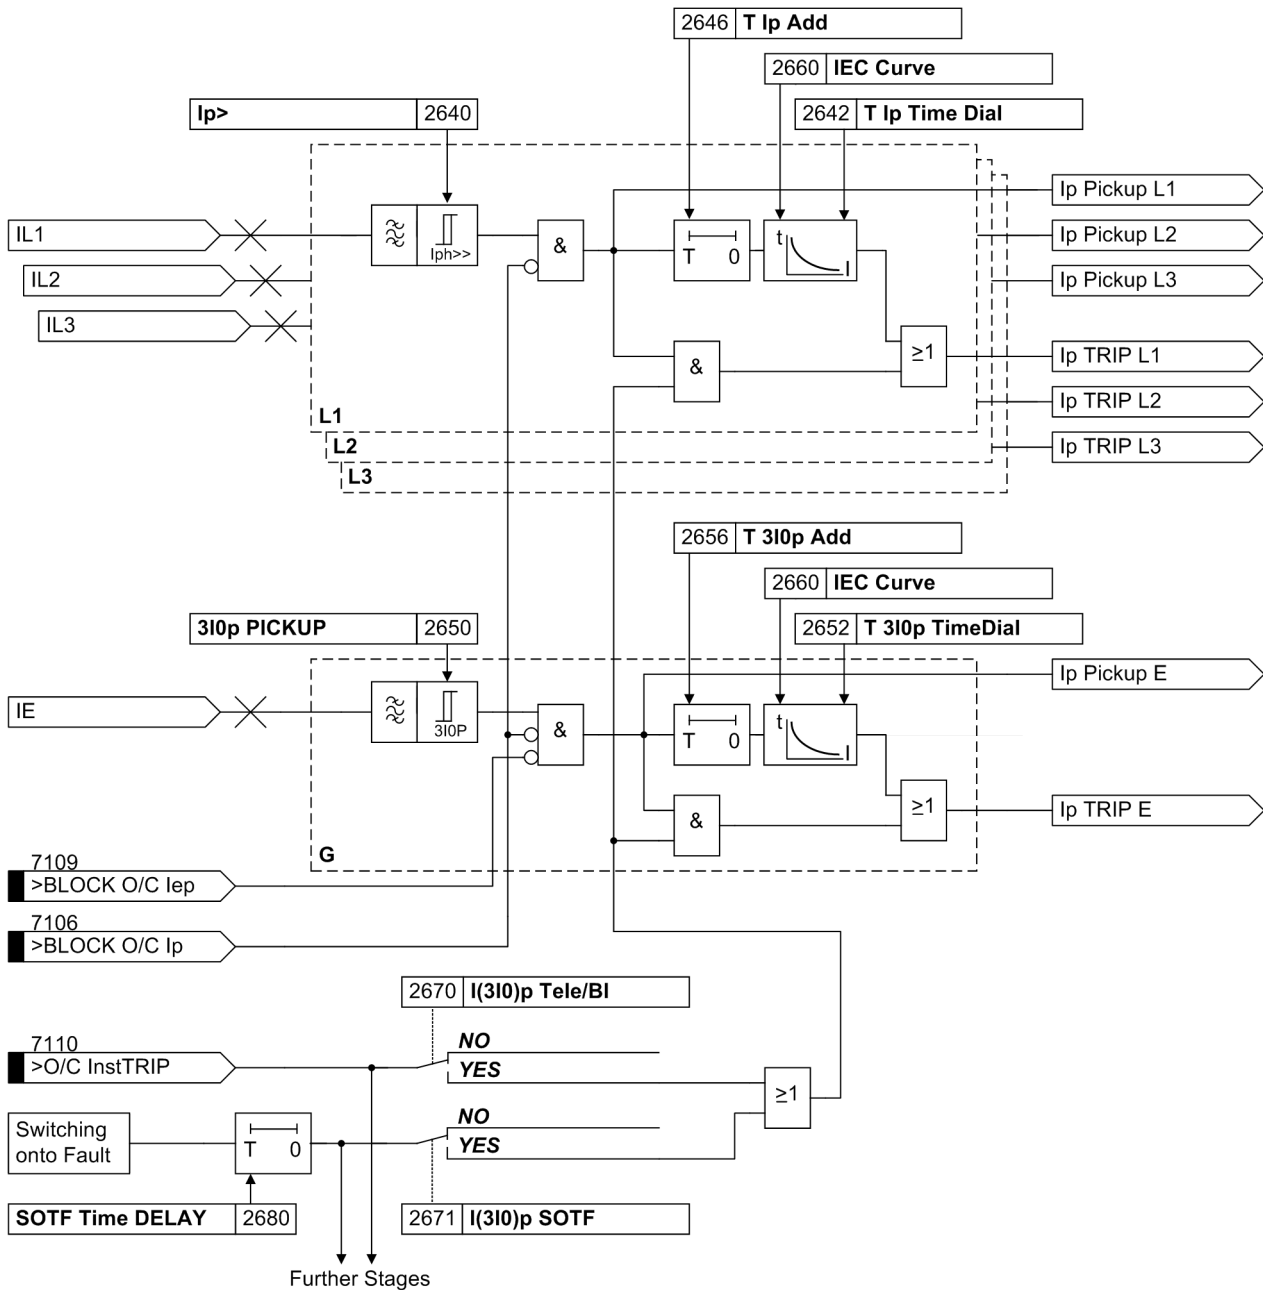 2646 T Ip Add
2660 IEC Curve
Ip> 2640
2642 T Ip Time Dial
Ip Pickup L1
IL1
Iph>>
&
T 0
t I
Ip Pickup L2
IL2
Ip Pickup L3
IL3
&
≥1
Ip TRIP L1
Ip TRIP L2
L1
L2
Ip TRIP L3
L3
2656 T 3I0p Add
2660 IEC Curve
3I0p PICKUP 2650
2652 T 3I0p TimeDial
Ip Pickup E
IE
3I0P
&
T 0
t I
&
≥1
Ip TRIP E
G
7109
>BLOCK O/C Iep
7106
>BLOCK O/C Ip
2670 I(3I0)p Tele/BI
7110
>O/C InstTRIP
NO
YES
≥1
Switching
onto Fault
T 0
NO
YES
SOTF Time DELAY 2680
2671 I(3I0)p SOTF
Further Stages